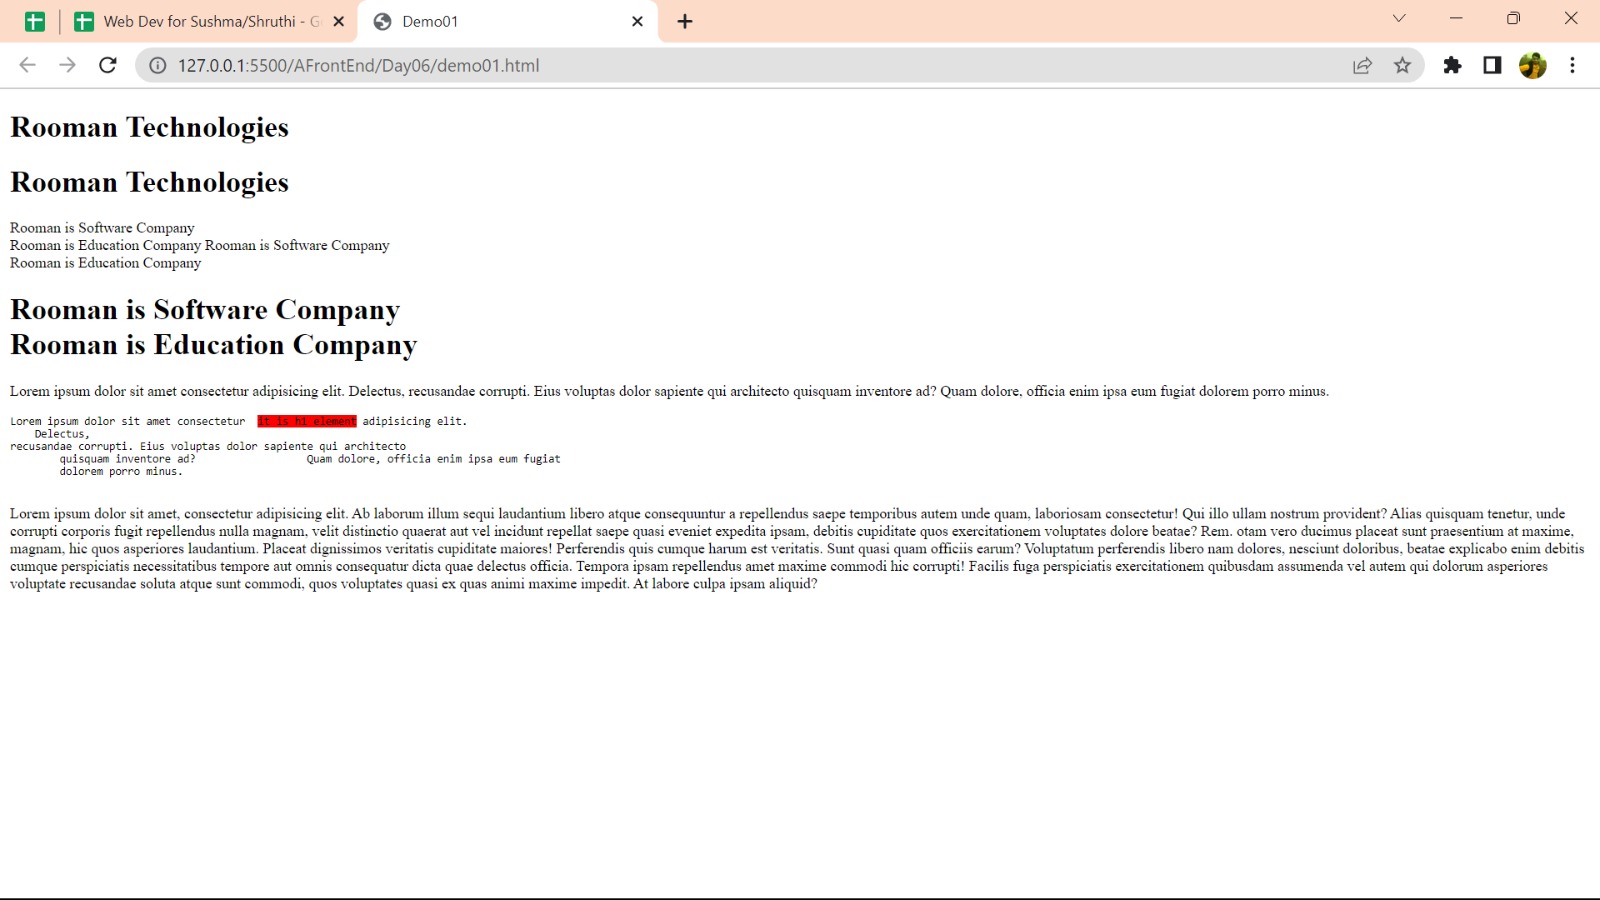 Web Dev for Sushma/Shruthi - G
Demo01
127.0.0.1:5500/AFrontEnd/Day06/demo01.html
Rooman Technologies
Rooman Technologies
Rooman is Software Company
Rooman is Education Company Rooman is Software Company
Rooman is Education Company
Rooman is Software Company
Rooman is Education Company
Lorem ipsum dolor sit amet consectetur adipisicing elit. Delectus, recusandae corrupti. Eius voluptas dolor sapiente qui architecto quisquam inventore ad? Quam dolore, officia enim ipsa eum fugiat dolorem porro minus.
Lorem ipsum dolor sit amet consectetur it is h1 element adipisicing elit.
Delectus,
recusandae corrupti. Eius voluptas dolor sapiente qui architecto
quisquam inventore ad? Quam dolore, officia enim ipsa eum fugiat
dolorem porro minus.
Lorem ipsum dolor sit amet, consectetur adipisicing elit. Ab laborum illum sequi laudantium libero atque consequuntur a repellendus saepe temporibus autem unde quam, laboriosam consectetur! Qui illo ullam nostrum provident? Alias quisquam tenetur, unde
corrupti corporis fugit repellendus nulla magnam, velit distinctio quaerat aut vel incidunt repellat saepe quasi eveniet expedita ipsam, debitis cupiditate quos exercitationem voluptates dolore beatae? Rem. otam vero ducimus placeat sunt praesentium at maxime,
magnam, hic quos asperiores laudantium. Placeat dignissimos veritatis cupiditate maiores! Perferendis quis cumque harum est veritatis. Sunt quasi quam officiis earum? Voluptatum perferendis libero nam dolores, nesciunt doloribus, beatae explicabo enim debitis
cumque perspiciatis necessitatibus tempore aut omnis consequatur dicta quae delectus officia. Tempora ipsam repellendus amet maxime commodi hic corrupti! Facilis fuga perspiciatis exercitationem quibusdam assumenda vel autem qui dolorum asperiores
voluptate recusandae soluta atque sunt commodi, quos voluptates quasi ex quas animi maxime impedit. At labore culpa ipsam aliquid?